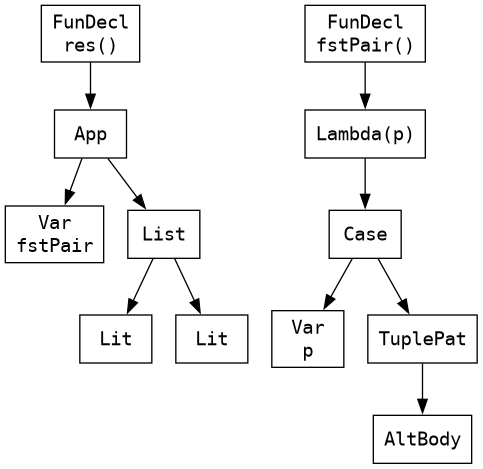 FunDecl
res()
App
Var
fstPair
List
Lit
Lit
FunDecl
fstPair()
Lambda(p)
Case
Var
p
TuplePat
AltBody